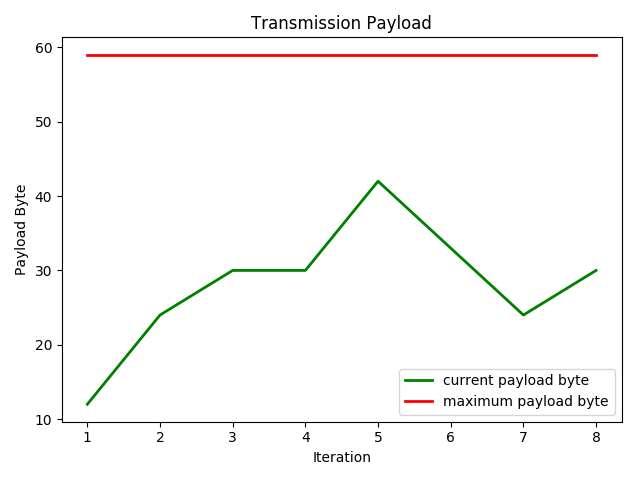 Transmission Payload
60
50
40
30
20
10
Payload Byte
1 2 3 4 5 6 7 8
Iteration
current payload byte
maximum payload byte